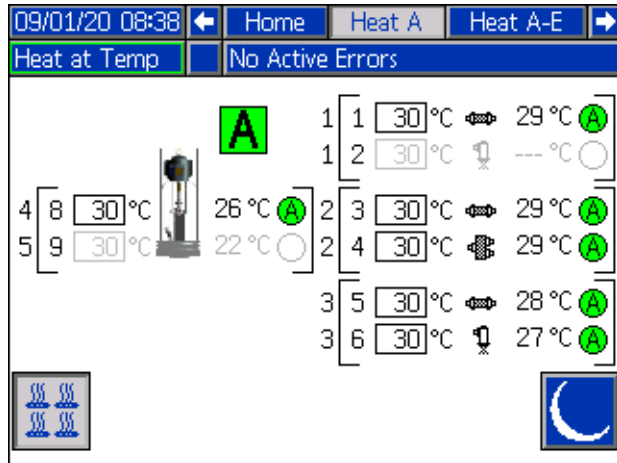 09/01/20 08:38 Home Heat A Heat A-E
Heat at Temp No Active Errors
A
1 1 30 °C 29 °C A
1 2 30 °C --- °C
4 8 30 °C 26 °C A
5 9 30 °C 22 °C
2 3 30 °C 29 °C A
2 4 30 °C 29 °C A
3 5 30 °C 28 °C A
3 6 30 °C 27 °C A